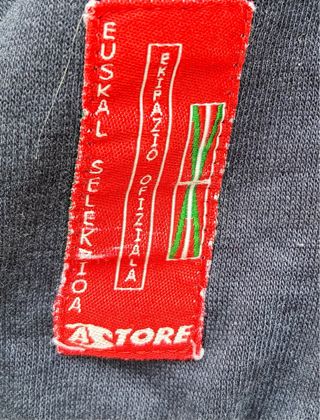 EUSKAL SELEKZIOA
EKIPAZIO OFIZIALA
ASTORE